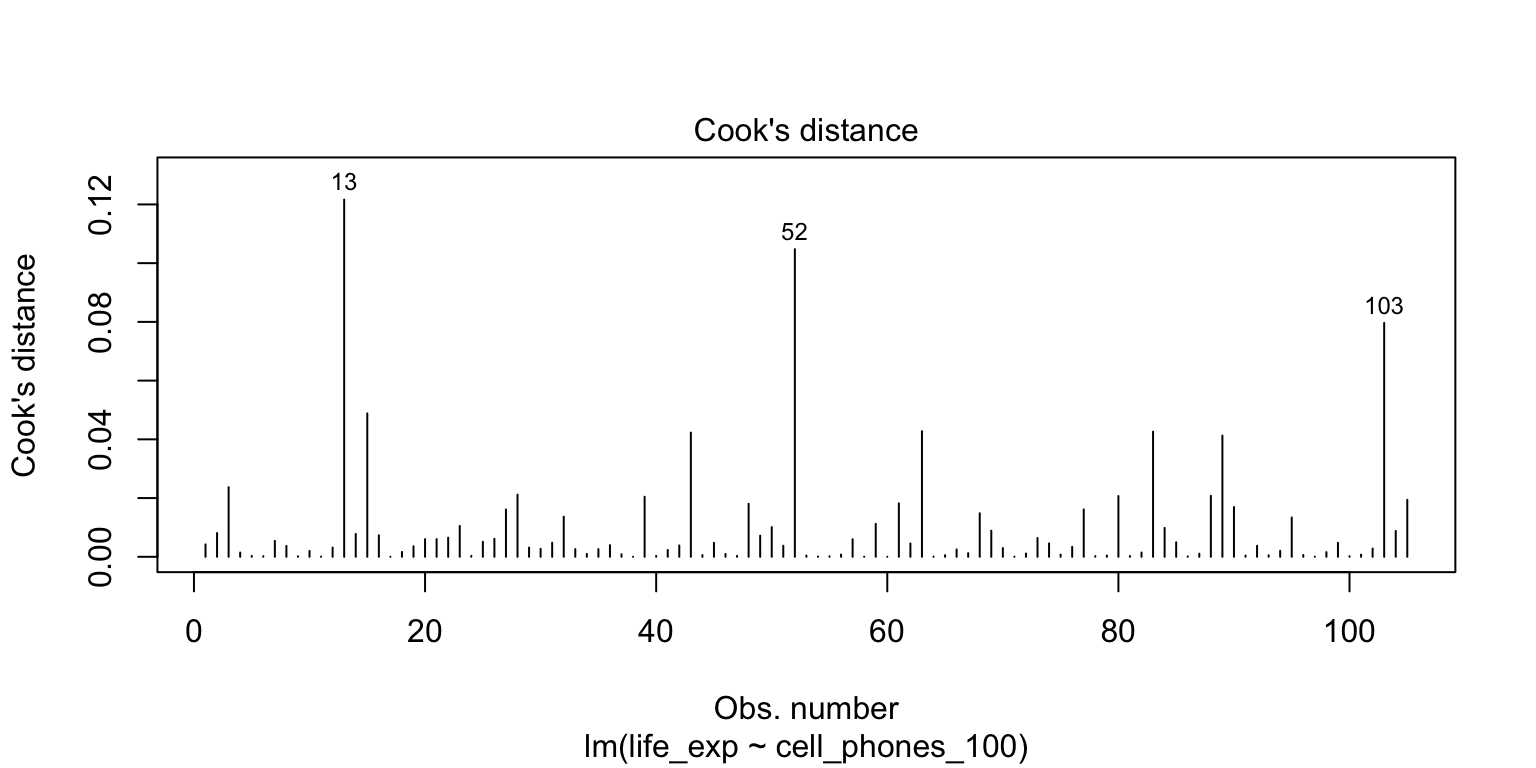 Cook's distance
13
0.12
52
103
0.08
Cook's distance
0.04
0.00
0 20 40 60 80 100
Obs. number
lm(life_exp ~ cell_phones_100)